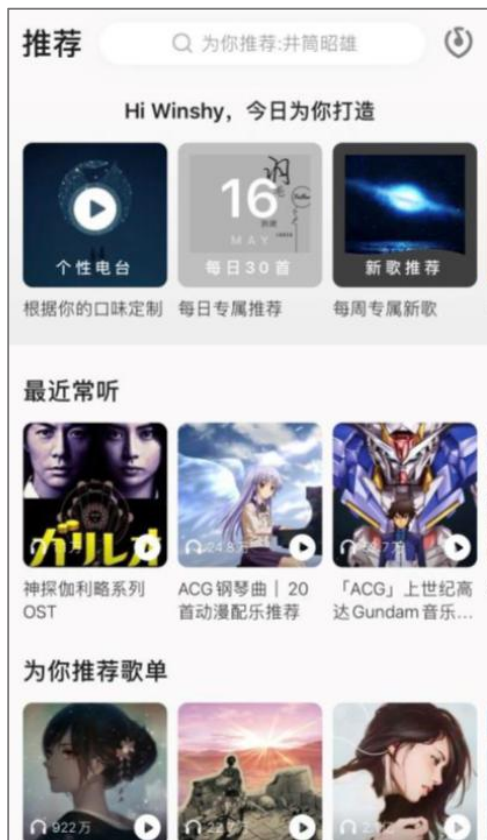 推荐
为你推荐:井筒昭雄
Hi Winshy，今日为你打造
16
MAY
个性电台
每日30首
新歌推荐
根据你的口味定制
每日专属推荐
每周专属新歌
最近常听
ガリレオ
24.8万
神探伽利略系列
OST
ACG钢琴曲｜20
首动漫配乐推荐
「ACG」上世纪高
达Gundam音乐...
为你推荐歌单
922万